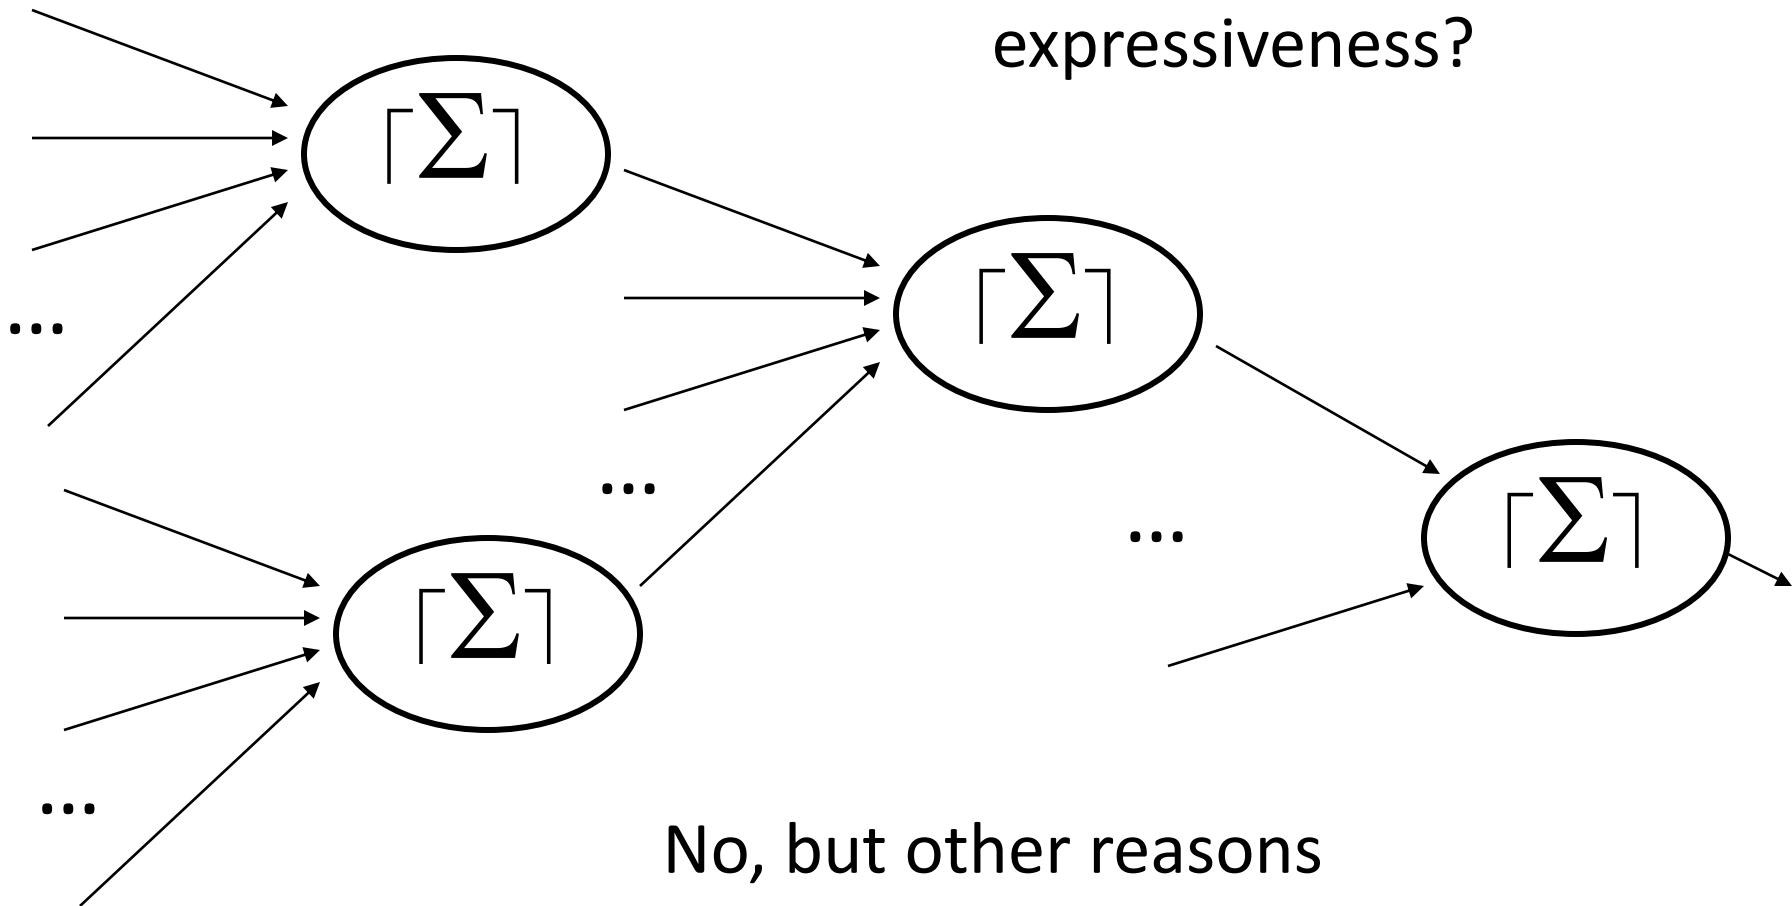 expressiveness?
⌈Σ⌉
⌈Σ⌉
...
...
...
⌈Σ⌉
⌈Σ⌉
...
No, but other reasons